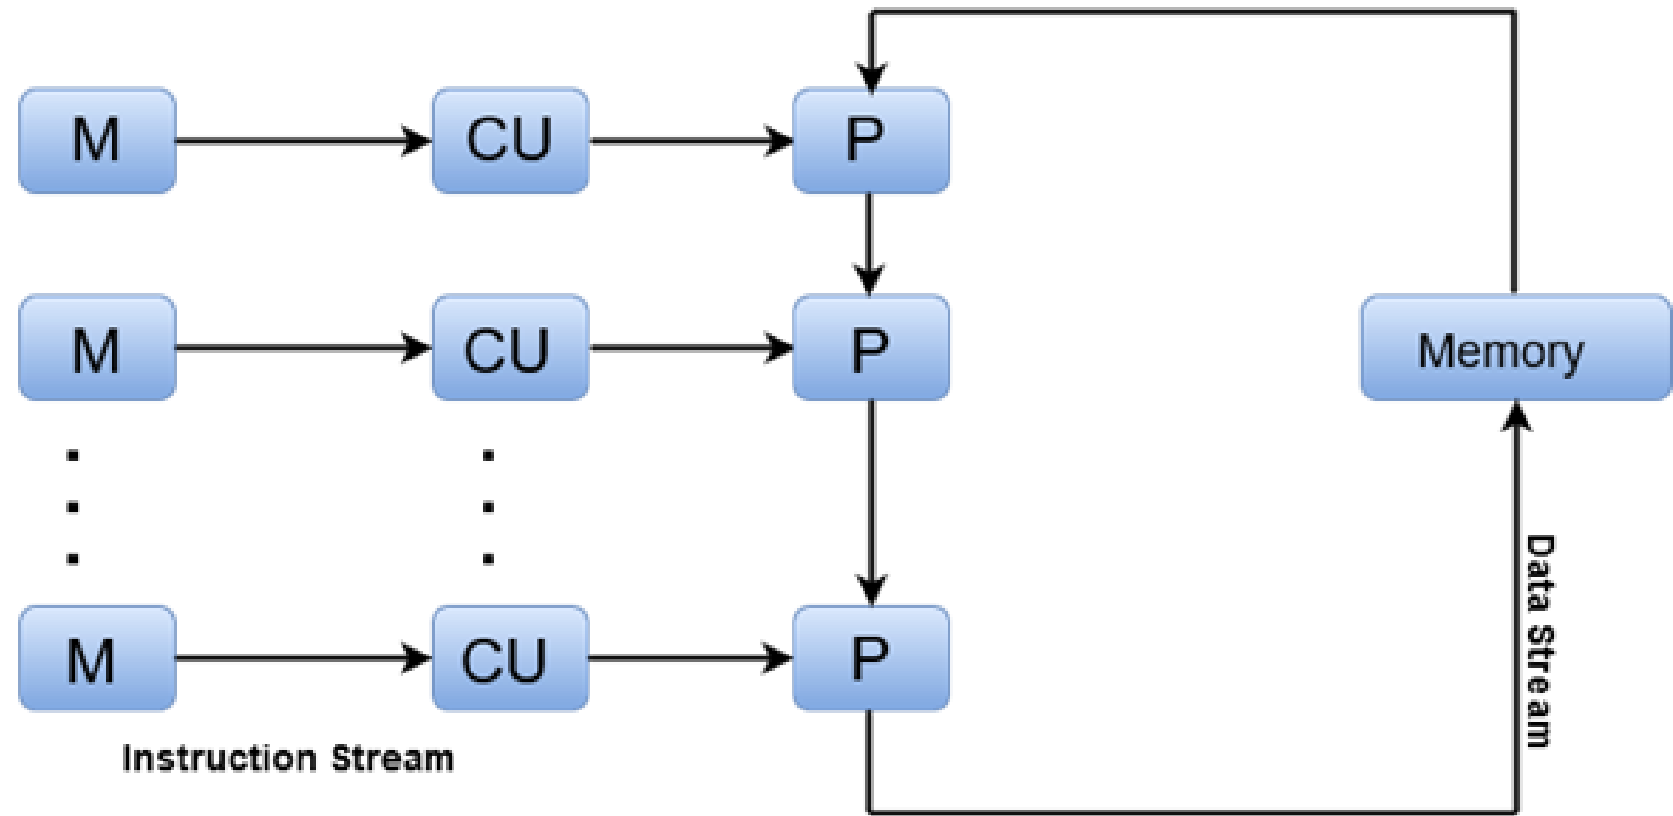 M CU P
M CU P Memory
M CU P
Data Stream
Instruction Stream